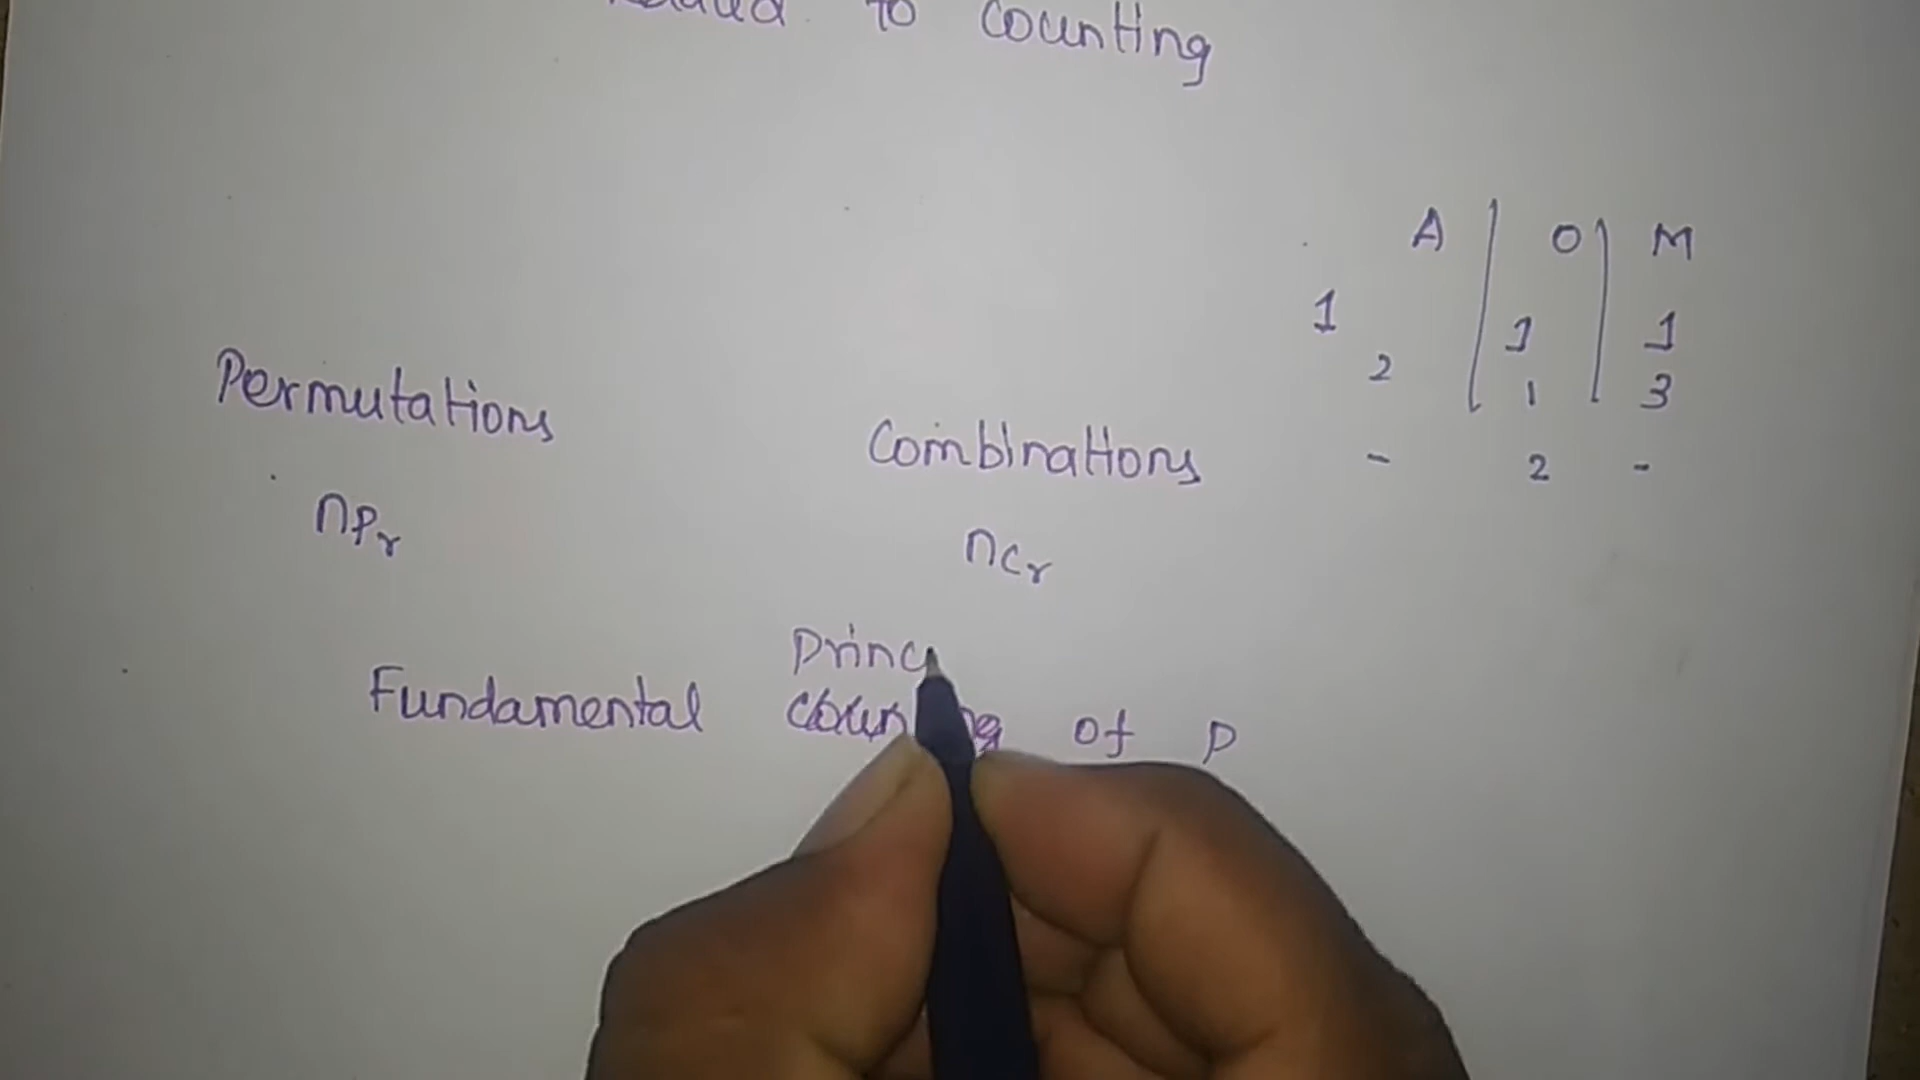 to counting
A | O | M
1 1 1
2 1 3
- 2 -
Permutations
Combinations
nPr
nCr
Princ
Fundamental of P